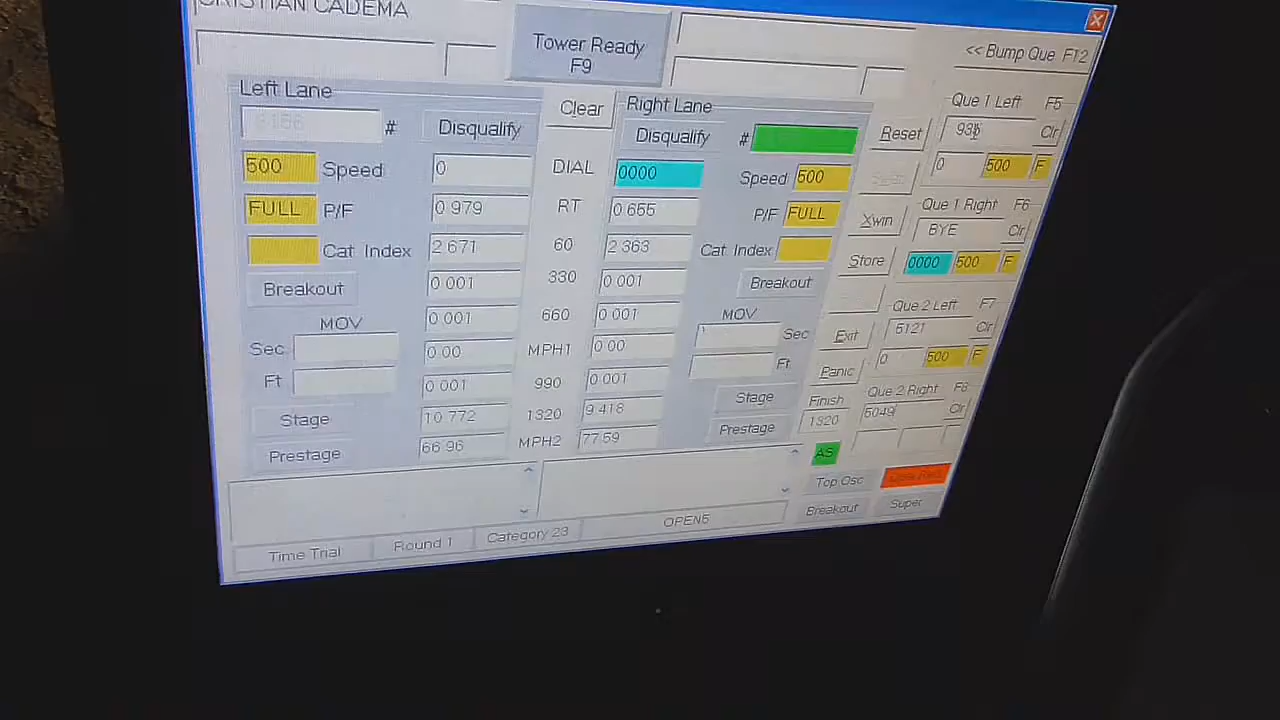 CRISTIAN CADEMA
Tower Ready
F9
<< Bump Que F12
Left Lane
#
Disqualify
Clear
Right Lane
Disqualify
#
Reset
Que 1 Left F5
Clr
500 Speed 0 DIAL 0000 Speed 500
0 500 F
FULL P/F 0 979 RT 0 655 P/F FULL
Xwin
Que 1 Right F6
BYE Clr
Cat Index 2 671 60 2 363 Cat Index
Store
0000 500 F
Breakout 0 001 330 0 001 Breakout
MOV 0 001 660 0 001 MOV
Que 2 Left F7
5121 Clr
Sec 0 00 MPH1 0 00 Sec
Exit
0 500 F
Ft 0 001 990 0 001 Ft
Panic
Que 2 Right F8
5049 Clr
Stage 10 772 1320 9 418 Stage
Finish
1320
Prestage 66 96 MPH2 77 59 Prestage
AS
Top Osc
Breakout Super
Time Trial Round 1 Category 23 OPEN5